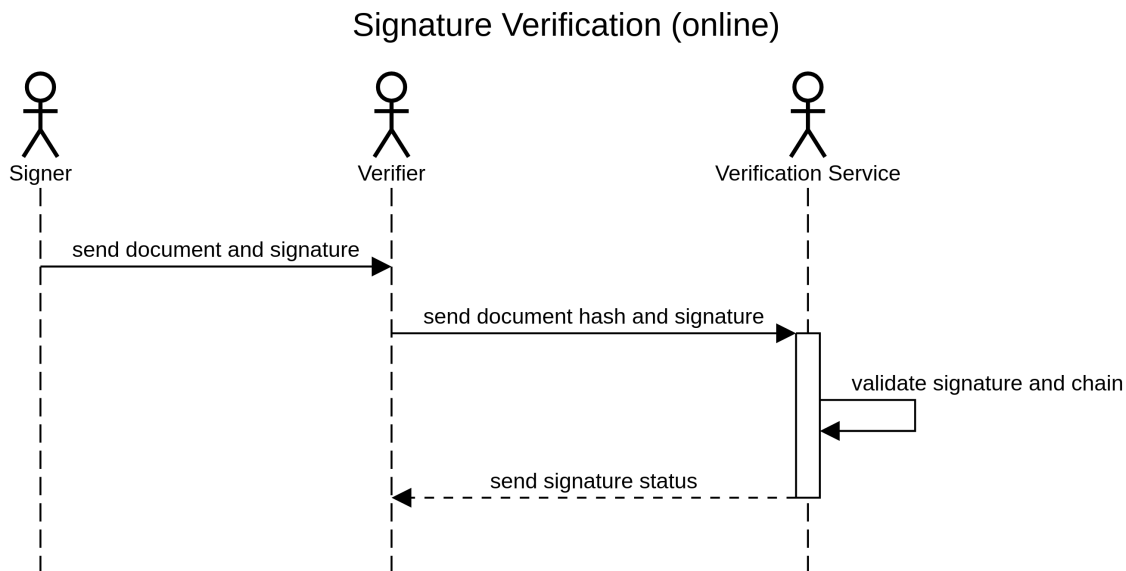 Signature Verification (online)
Signer
Verifier
Verification Service
send document and signature
send document hash and signature
validate signature and chain
send signature status